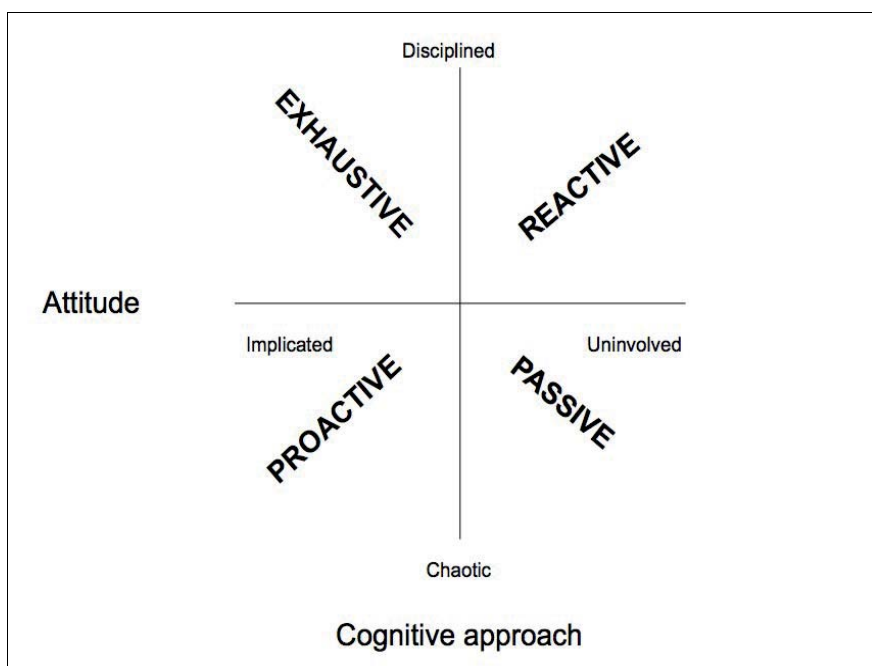 Disciplined
EXHAUSTIVE
REACTIVE
Attitude
Implicated
Uninvolved
PROACTIVE
PASSIVE
Chaotic
Cognitive approach